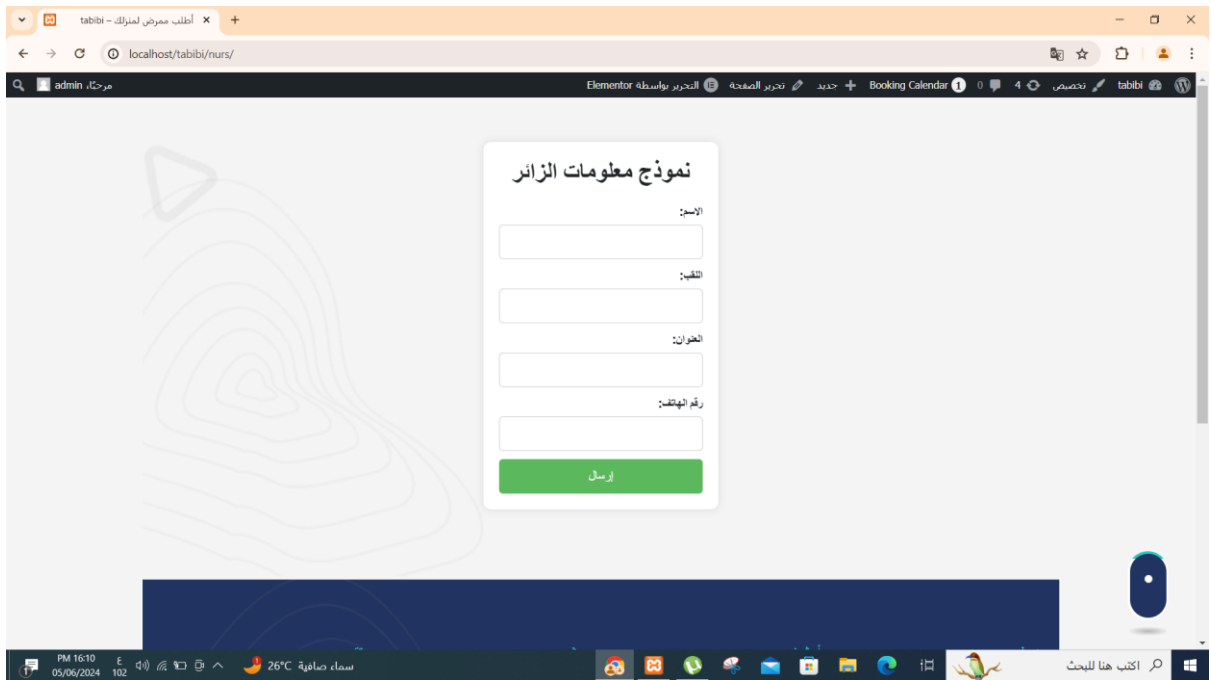 أطلب ممرض لمنزلك – tabibi
localhost/tabibi/nurs/
tabibi تخصيص 4 0 1 Booking Calendar جديد تحرير الصفحة التحرير بواسطة Elementor
مرحبًا، admin
نموذج معلومات الزائر
الاسم:
اللقب:
العنوان:
رقم الهاتف:
إرسال
اكتب هنا للبحث
سماء صافية 26°C
ع
102
PM 16:10
05/06/2024
1